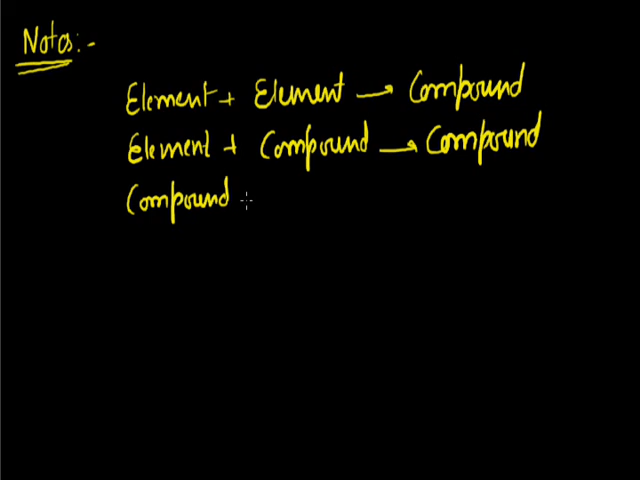 Notes:-
Element + Element → Compound
Element + Compound → Compound
Compound